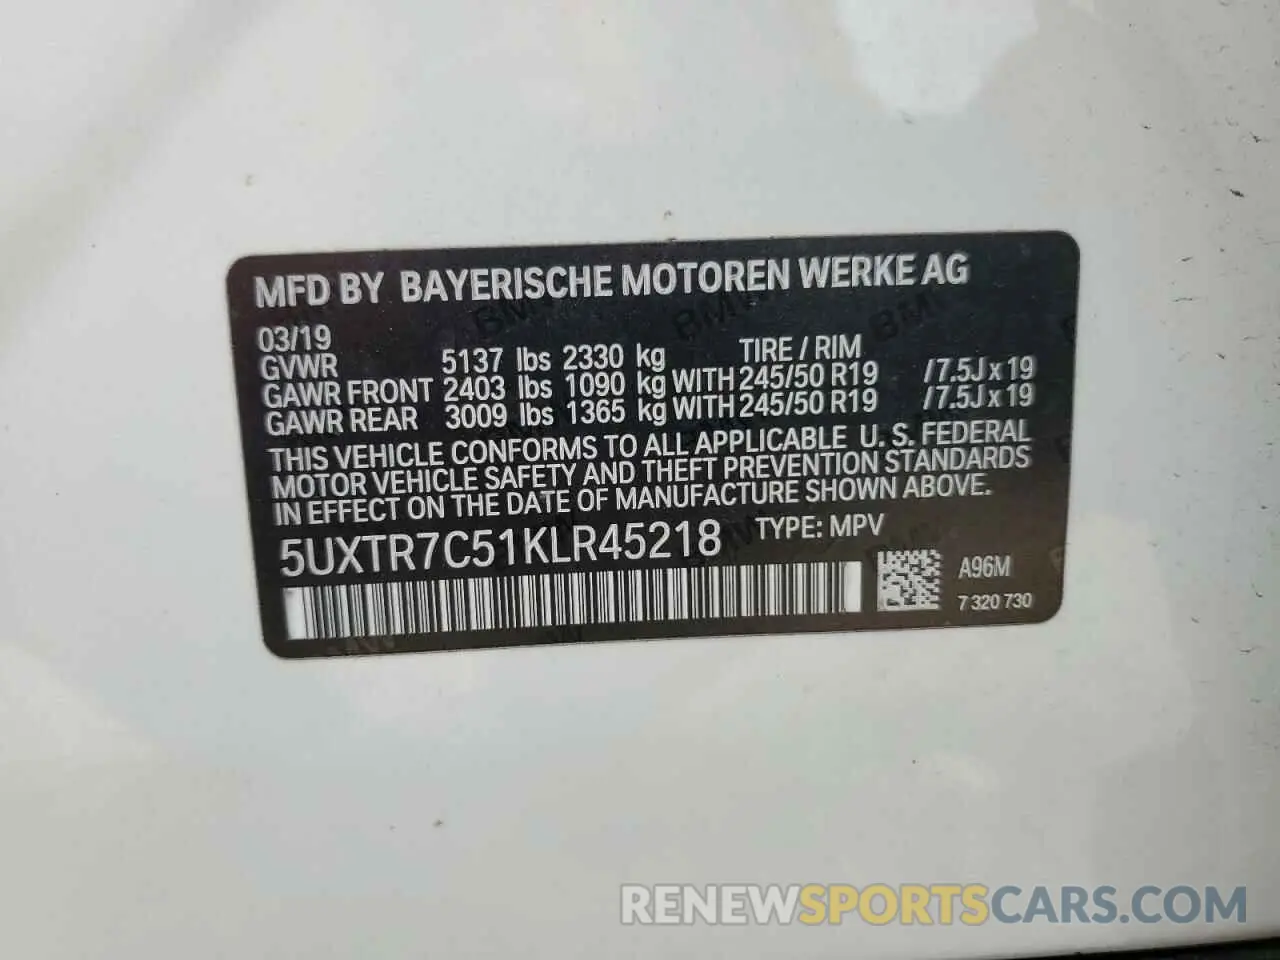 MFD BY BAYERISCHE MOTOREN WERKE AG
03/19 TIRE / RIM
GVWR 5137 lbs 2330 kg
GAWR FRONT 2403 lbs 1090 kg WITH 245/50 R19 / 7.5J x 19
GAWR REAR 3009 lbs 1365 kg WITH 245/50 R19 / 7.5J x 19
THIS VEHICLE CONFORMS TO ALL APPLICABLE U. S. FEDERAL
MOTOR VEHICLE SAFETY AND THEFT PREVENTION STANDARDS
IN EFFECT ON THE DATE OF MANUFACTURE SHOWN ABOVE.
5UXTR7C51KLR45218 TYPE: MPV
A96M
7 320 730
RENEWSPORTSCARS.COM